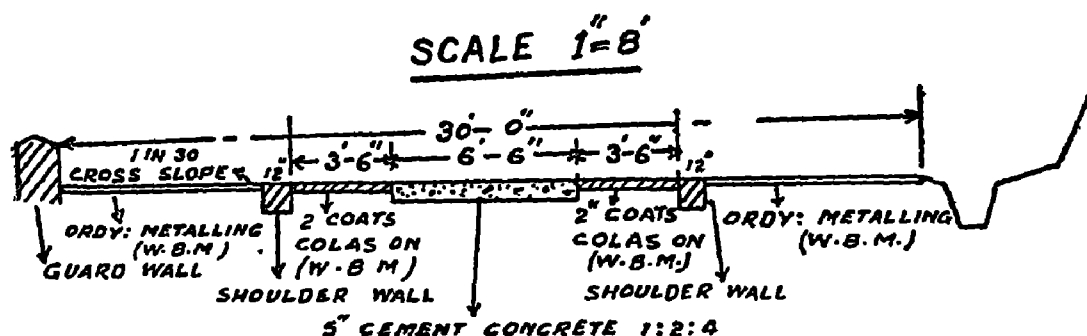 SCALE 1"=8'
30'-0"
1 IN 30
CROSS SLOPE
12"
3'-6"
6'-6"
3'-6"
12"
ORDY: METALLING
(W.B.M)
GUARD WALL
2 COATS
COLAS ON
(W.B M)
SHOULDER WALL
2" COATS
COLAS ON
(W.B.M.)
SHOULDER WALL
ORDY: METALLING
(W.B.M.)
5" CEMENT CONCRETE 1:2:4